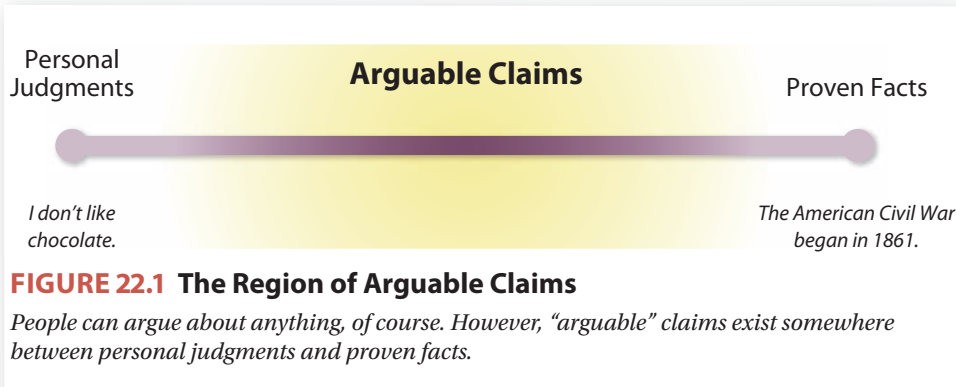 Personal
Judgments
Arguable Claims
Proven Facts
I don’t like
chocolate.
The American Civil War
began in 1861.
FIGURE 22.1 The Region of Arguable Claims
People can argue about anything, of course. However, “arguable” claims exist somewhere
between personal judgments and proven facts.